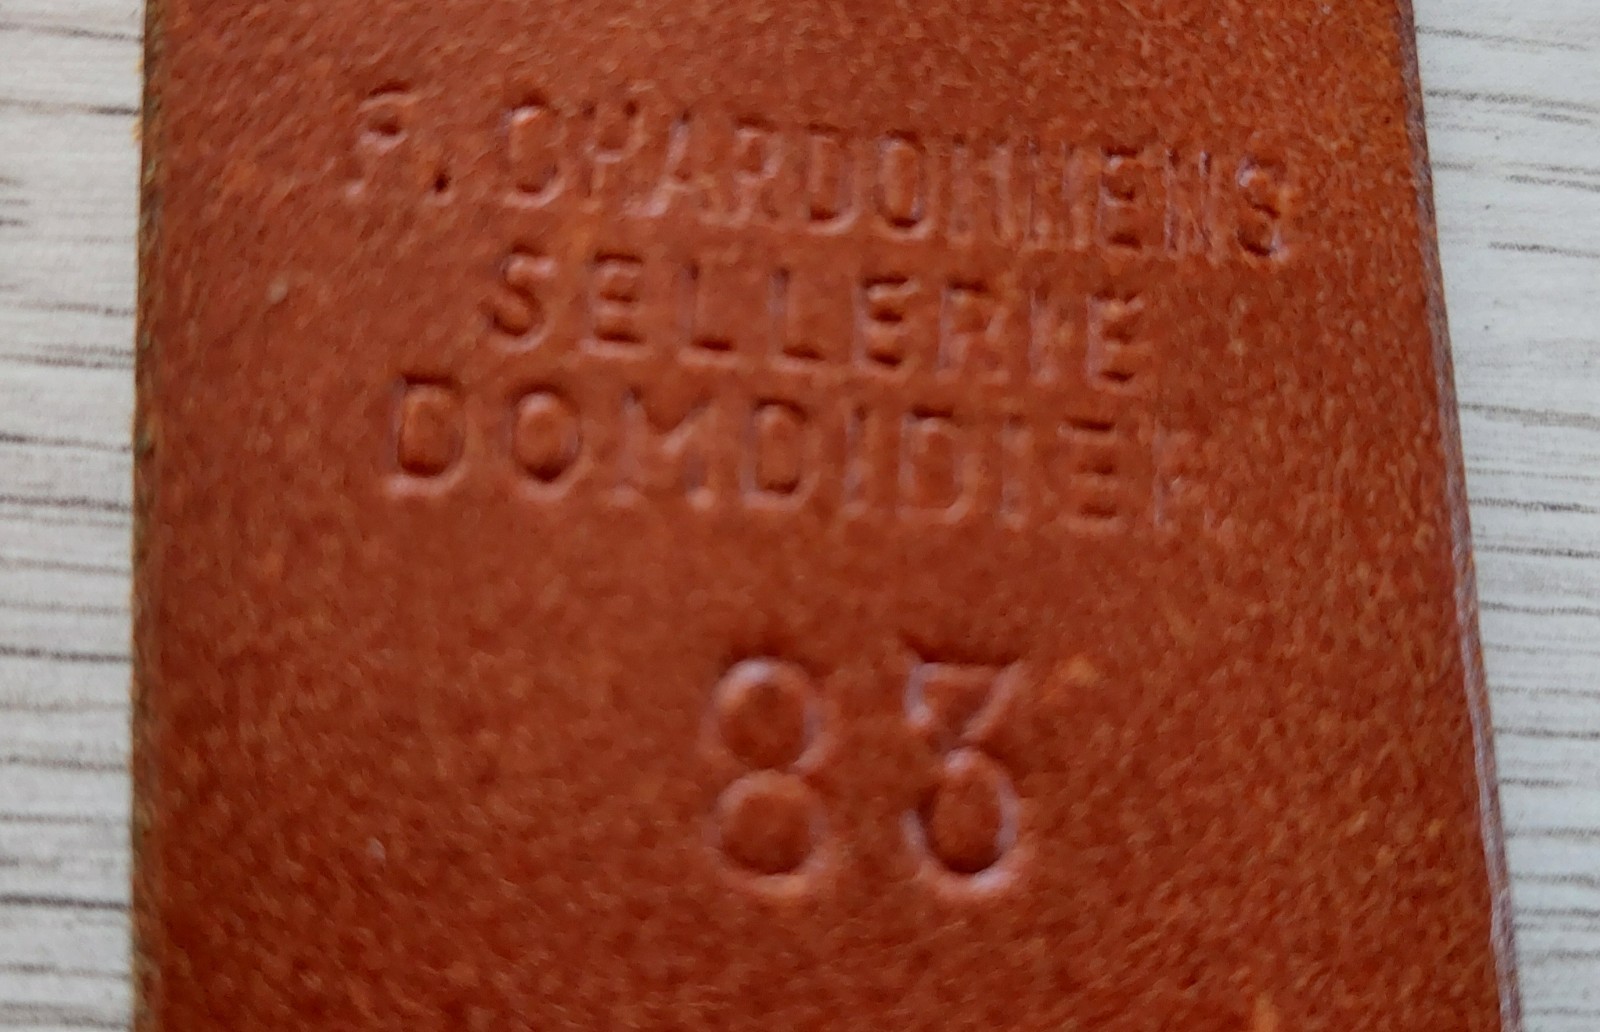 P. CHARDONNENS
SELLERIE
DOMDIDIER
83